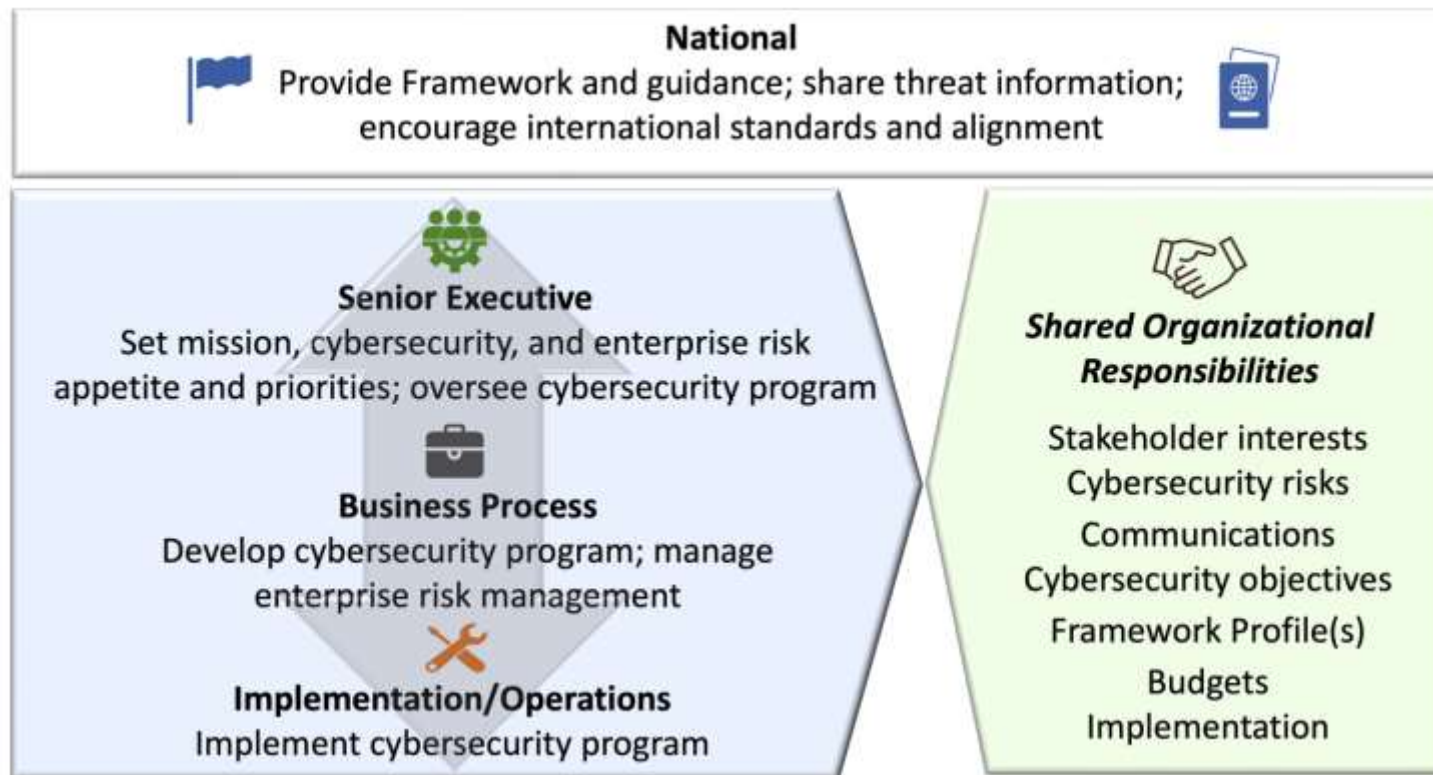 National
Provide Framework and guidance; share threat information;
encourage international standards and alignment
Senior Executive
Set mission, cybersecurity, and enterprise risk
appetite and priorities; oversee cybersecurity program
Business Process
Develop cybersecurity program; manage
enterprise risk management
Implementation/Operations
Implement cybersecurity program
Shared Organizational
Responsibilities
Stakeholder interests
Cybersecurity risks
Communications
Cybersecurity objectives
Framework Profile(s)
Budgets
Implementation